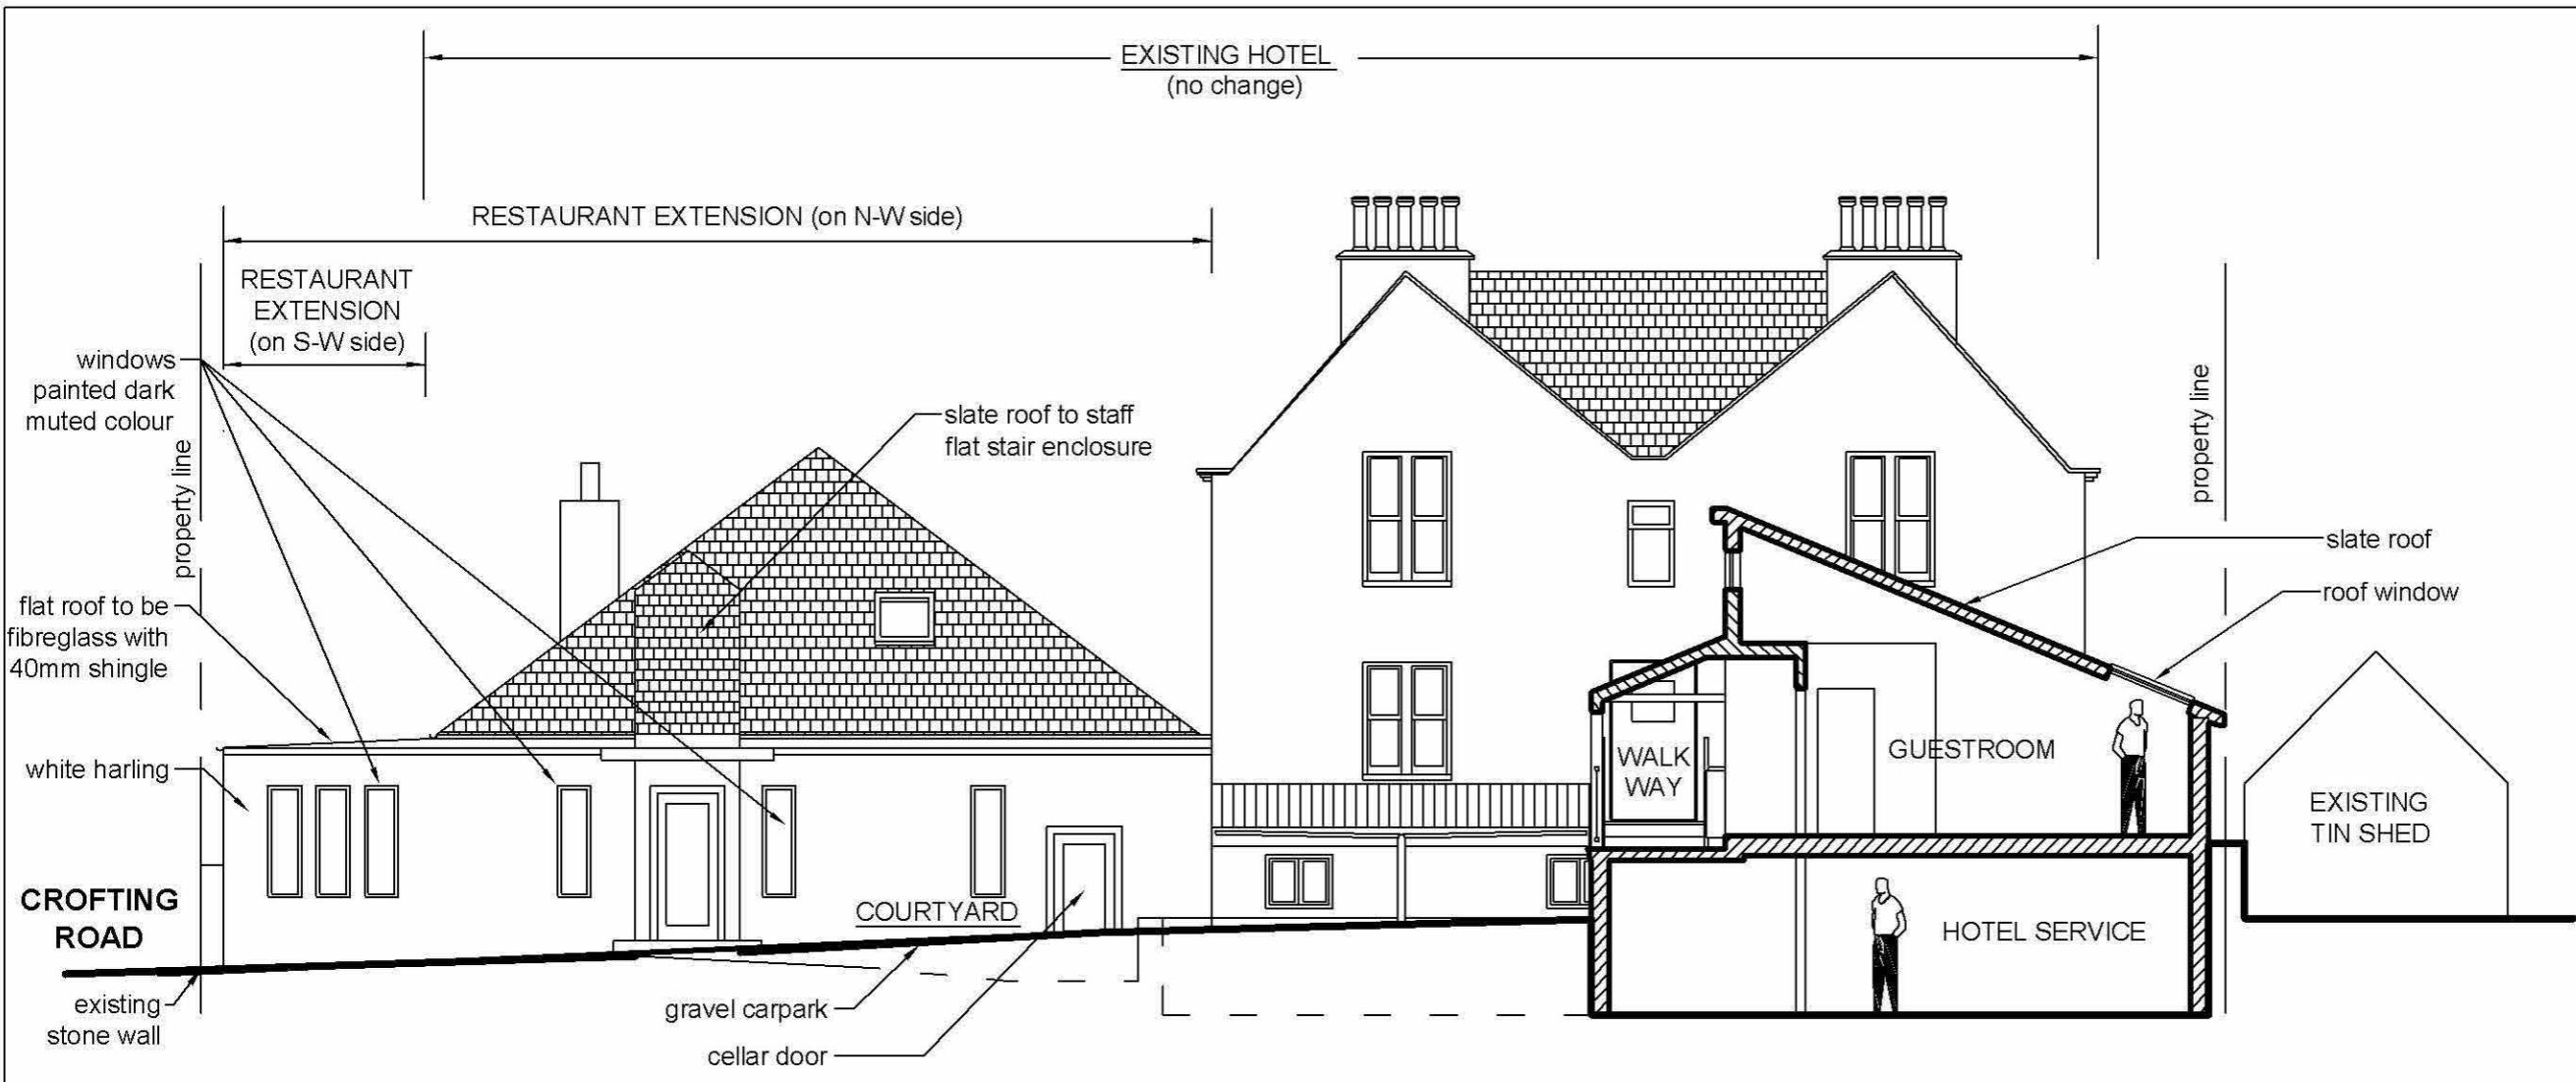 EXISTING HOTEL
(no change)
RESTAURANT EXTENSION (on N-W side)
RESTAURANT
EXTENSION
(on S-W side)
windows
painted dark
muted colour
property line
slate roof to staff
flat stair enclosure
property line
slate roof
roof window
flat roof to be
fibreglass with
40mm shingle
white harling
WALK
WAY
GUESTROOM
EXISTING
TIN SHED
CROFTING
ROAD
COURTYARD
HOTEL SERVICE
existing
stone wall
gravel carpark
cellar door